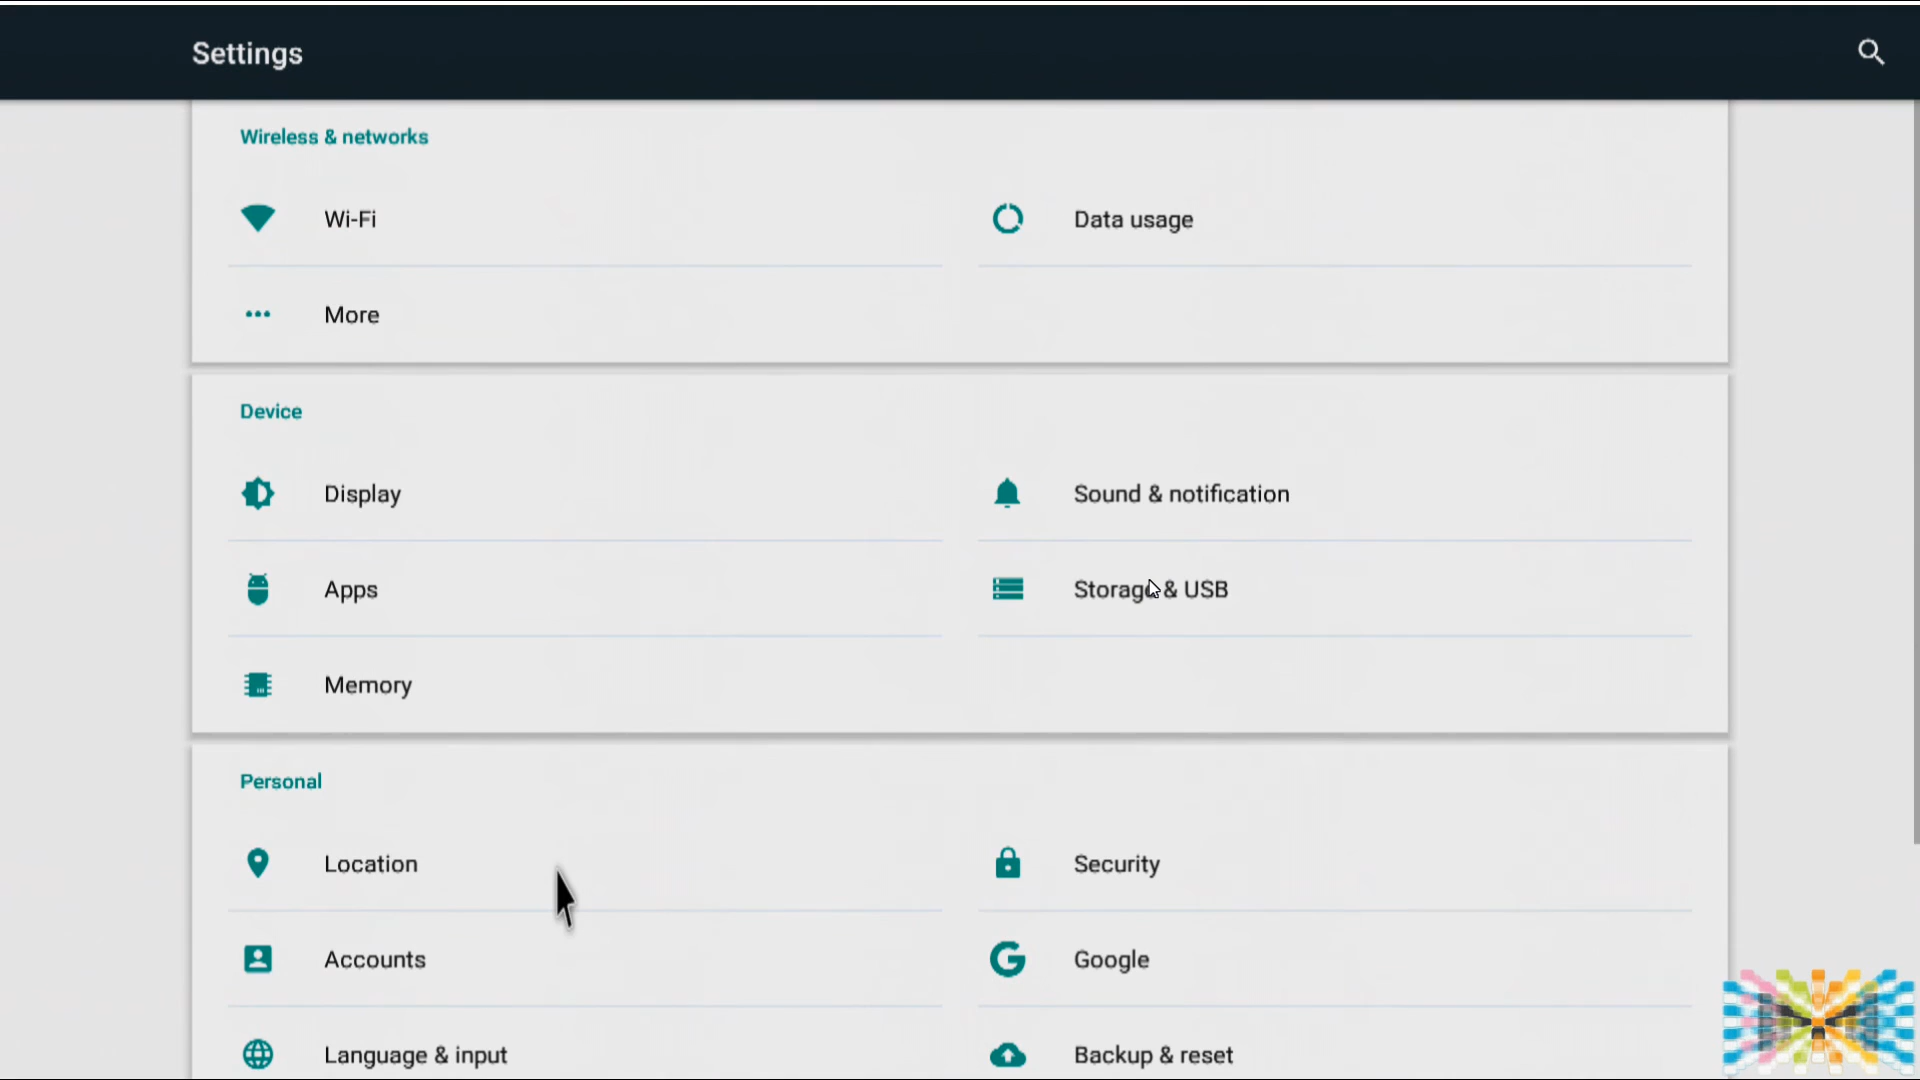 Settings
Wireless & networks
Wi-Fi
Data usage
More
Device
Display
Sound & notification
Apps
Storage & USB
Memory
Personal
Location
Security
Accounts
Google
Language & input
Backup & reset